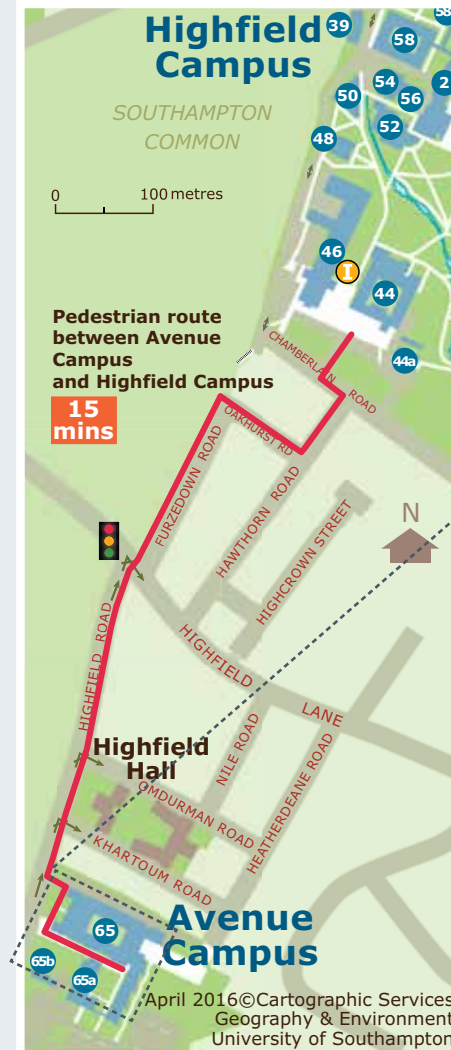 Highfield
Campus
39
58
58
54
2
50
56
52
48
SOUTHAMPTON
COMMON
0 100 metres
46
I
44
44a
Pedestrian route
between Avenue
Campus
and Highfield Campus
15
mins
CHAMBERLAIN ROAD
OAKHURST RD
FURZEDOWN ROAD
HAWTHORN ROAD
HIGHCROWN STREET
N
HIGHFIELD ROAD
HIGHFIELD LANE
NILE ROAD
HEATHERDEANE ROAD
Highfield
Hall
OMDURMAN ROAD
KHARTOUM ROAD
65
65b
65a
Avenue
Campus
April 2016©Cartographic Services
Geography & Environment
University of Southampton